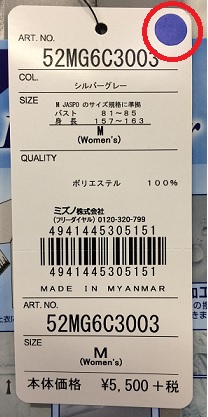 ART. NO.
52MG6C3003
COL.
シルバーグレー
SIZE
M JASPO のサイズ規格に準拠
バスト 81〜85
身 長 157〜163
M
(Women's)
QUALITY
ポリエステル 100%
ミズノ株式会社
(フリーダイヤル) 0120-320-799
4941445305151
4941445305151
MADE IN MYANMAR
ART. NO.
52MG6C3003
SIZE
M
(Women's)
本体価格 ¥5,500+税